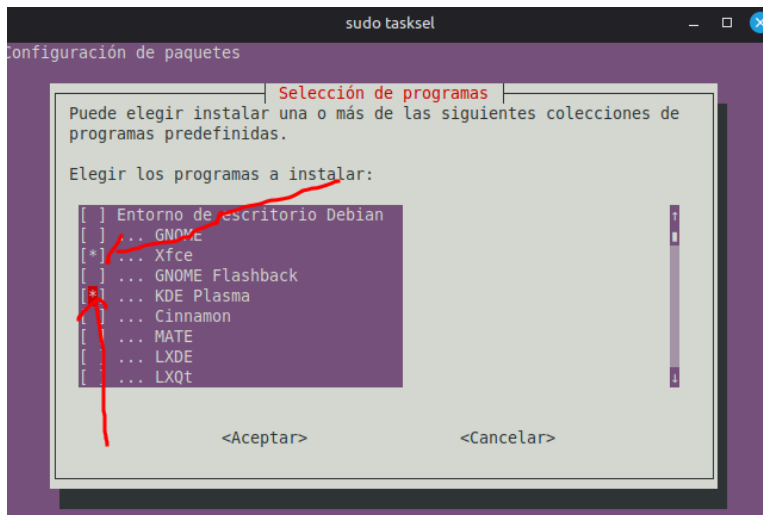 sudo tasksel
Configuración de paquetes
Selección de programas
Puede elegir instalar una o más de las siguientes colecciones de
programas predefinidas.
Elegir los programas a instalar:
[ ] Entorno de escritorio Debian
[ ] ... GNOME
[*] ... Xfce
[ ] ... GNOME Flashback
[*] ... KDE Plasma
[ ] ... Cinnamon
[ ] ... MATE
[ ] ... LXDE
[ ] ... LXQt
<Aceptar> <Cancelar>